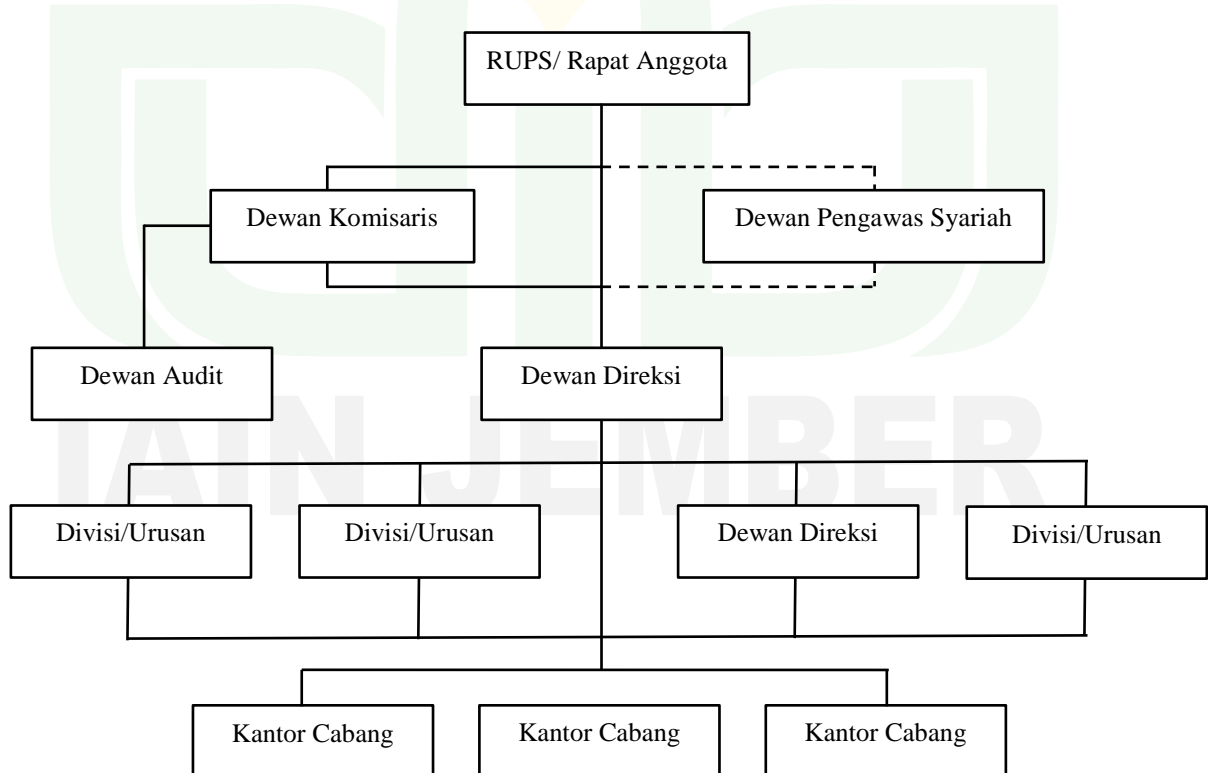 RUPS/ Rapat Anggota
Dewan Komisaris
Dewan Pengawas Syariah
Dewan Audit
Dewan Direksi
IAIN JEMBER
Divisi/Urusan
Divisi/Urusan
Dewan Direksi
Divisi/Urusan
Kantor Cabang
Kantor Cabang
Kantor Cabang